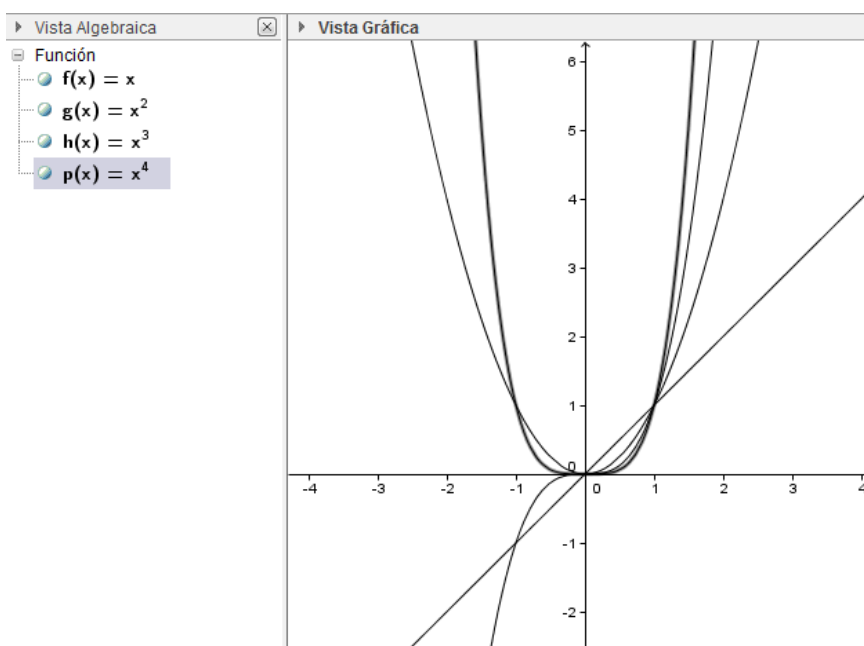 Vista Algebraica
Función
f(x) = x
g(x) = x²
h(x) = x³
p(x) = x⁴
Vista Gráfica
6
5
4
3
2
1
0
-4 -3 -2 -1 0 1 2 3 4
-1
-2